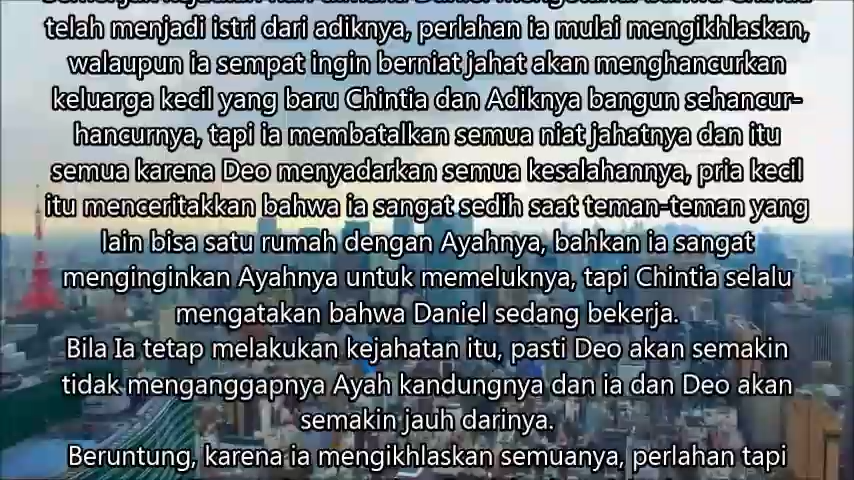 telah menjadi istri dari adiknya, perlahan ia mulai mengikhlaskan,
walaupun ia sempat ingin berniat jahat akan menghancurkan
keluarga kecil yang baru Chintia dan Adiknya bangun sehancur-
hancurnya, tapi ia membatalkan semua niat jahatnya dan itu
semua karena Deo menyadarkan semua kesalahannya, pria kecil
itu menceritakkan bahwa ia sangat sedih saat teman-teman yang
lain bisa satu rumah dengan Ayahnya, bahkan ia sangat
menginginkan Ayahnya untuk memeluknya, tapi Chintia selalu
mengatakan bahwa Daniel sedang bekerja.
Bila Ia tetap melakukan kejahatan itu, pasti Deo akan semakin
tidak menganggapnya Ayah kandungnya dan ia dan Deo akan
semakin jauh darinya.
Beruntung, karena ia mengikhlaskan semuanya, perlahan tapi